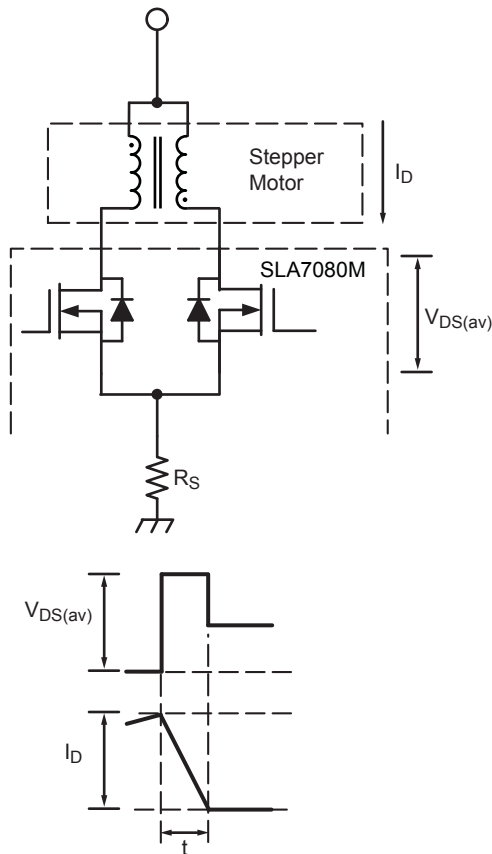 Stepper
Motor
I_D
SLA7080M
V_DS(av)
R_S
V_DS(av)
I_D
t